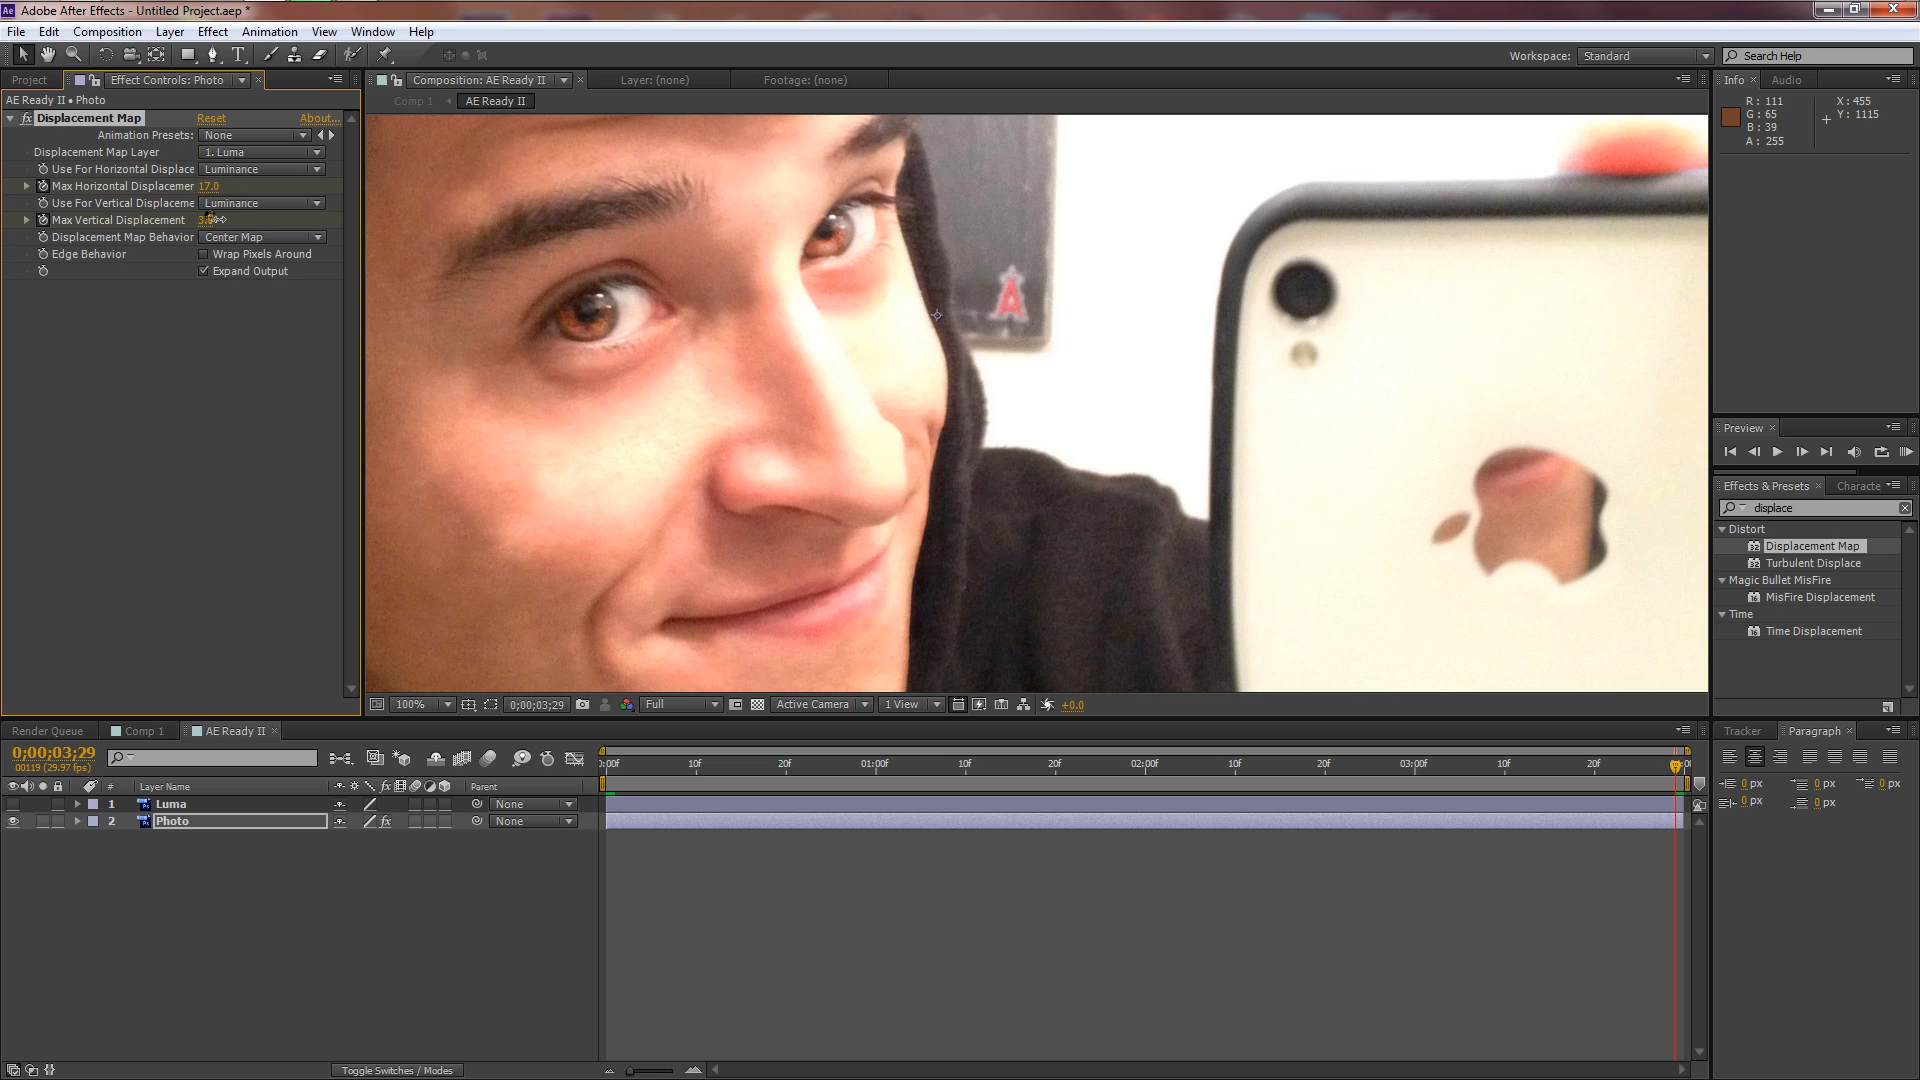 Ae Adobe After Effects - Untitled Project.aep *
File Edit Composition Layer Effect Animation View Window Help
Workspace: Standard Search Help
Project Effect Controls: Photo Composition: AE Ready II Layer: (none) Footage: (none) Info Audio
AE Ready II • Photo
Comp 1 AE Ready II
R: 111 X: 455
G: 65 Y: 1115
B: 39
A: 255
fx Displacement Map Reset About...
Animation Presets: None
Displacement Map Layer 1. Luma
Use For Horizontal Displace Luminance
Max Horizontal Displacemer 17.0
Use For Vertical Displaceme Luminance
Max Vertical Displacement
Displacement Map Behavior Center Map
Edge Behavior Wrap Pixels Around
Expand Output
A
Preview
Effects & Presets Characte
displace
Distort
32 Displacement Map
32 Turbulent Displace
Magic Bullet MisFire
16 MisFire Displacement
Time
16 Time Displacement
100% 0;00;03;29 Full Active Camera 1 View +0.0
Render Queue Comp 1 AE Ready II Tracker Paragraph
0;00;03;29
00119 (29.97 fps)
0:00f 10f 20f 01:00f 10f 20f 02:00f 10f 20f 03:00f 10f 20f
# Layer Name fx Parent
1 Luma None
2 Photo fx None
0 px 0 px 0 px
0 px 0 px
Toggle Switches / Modes